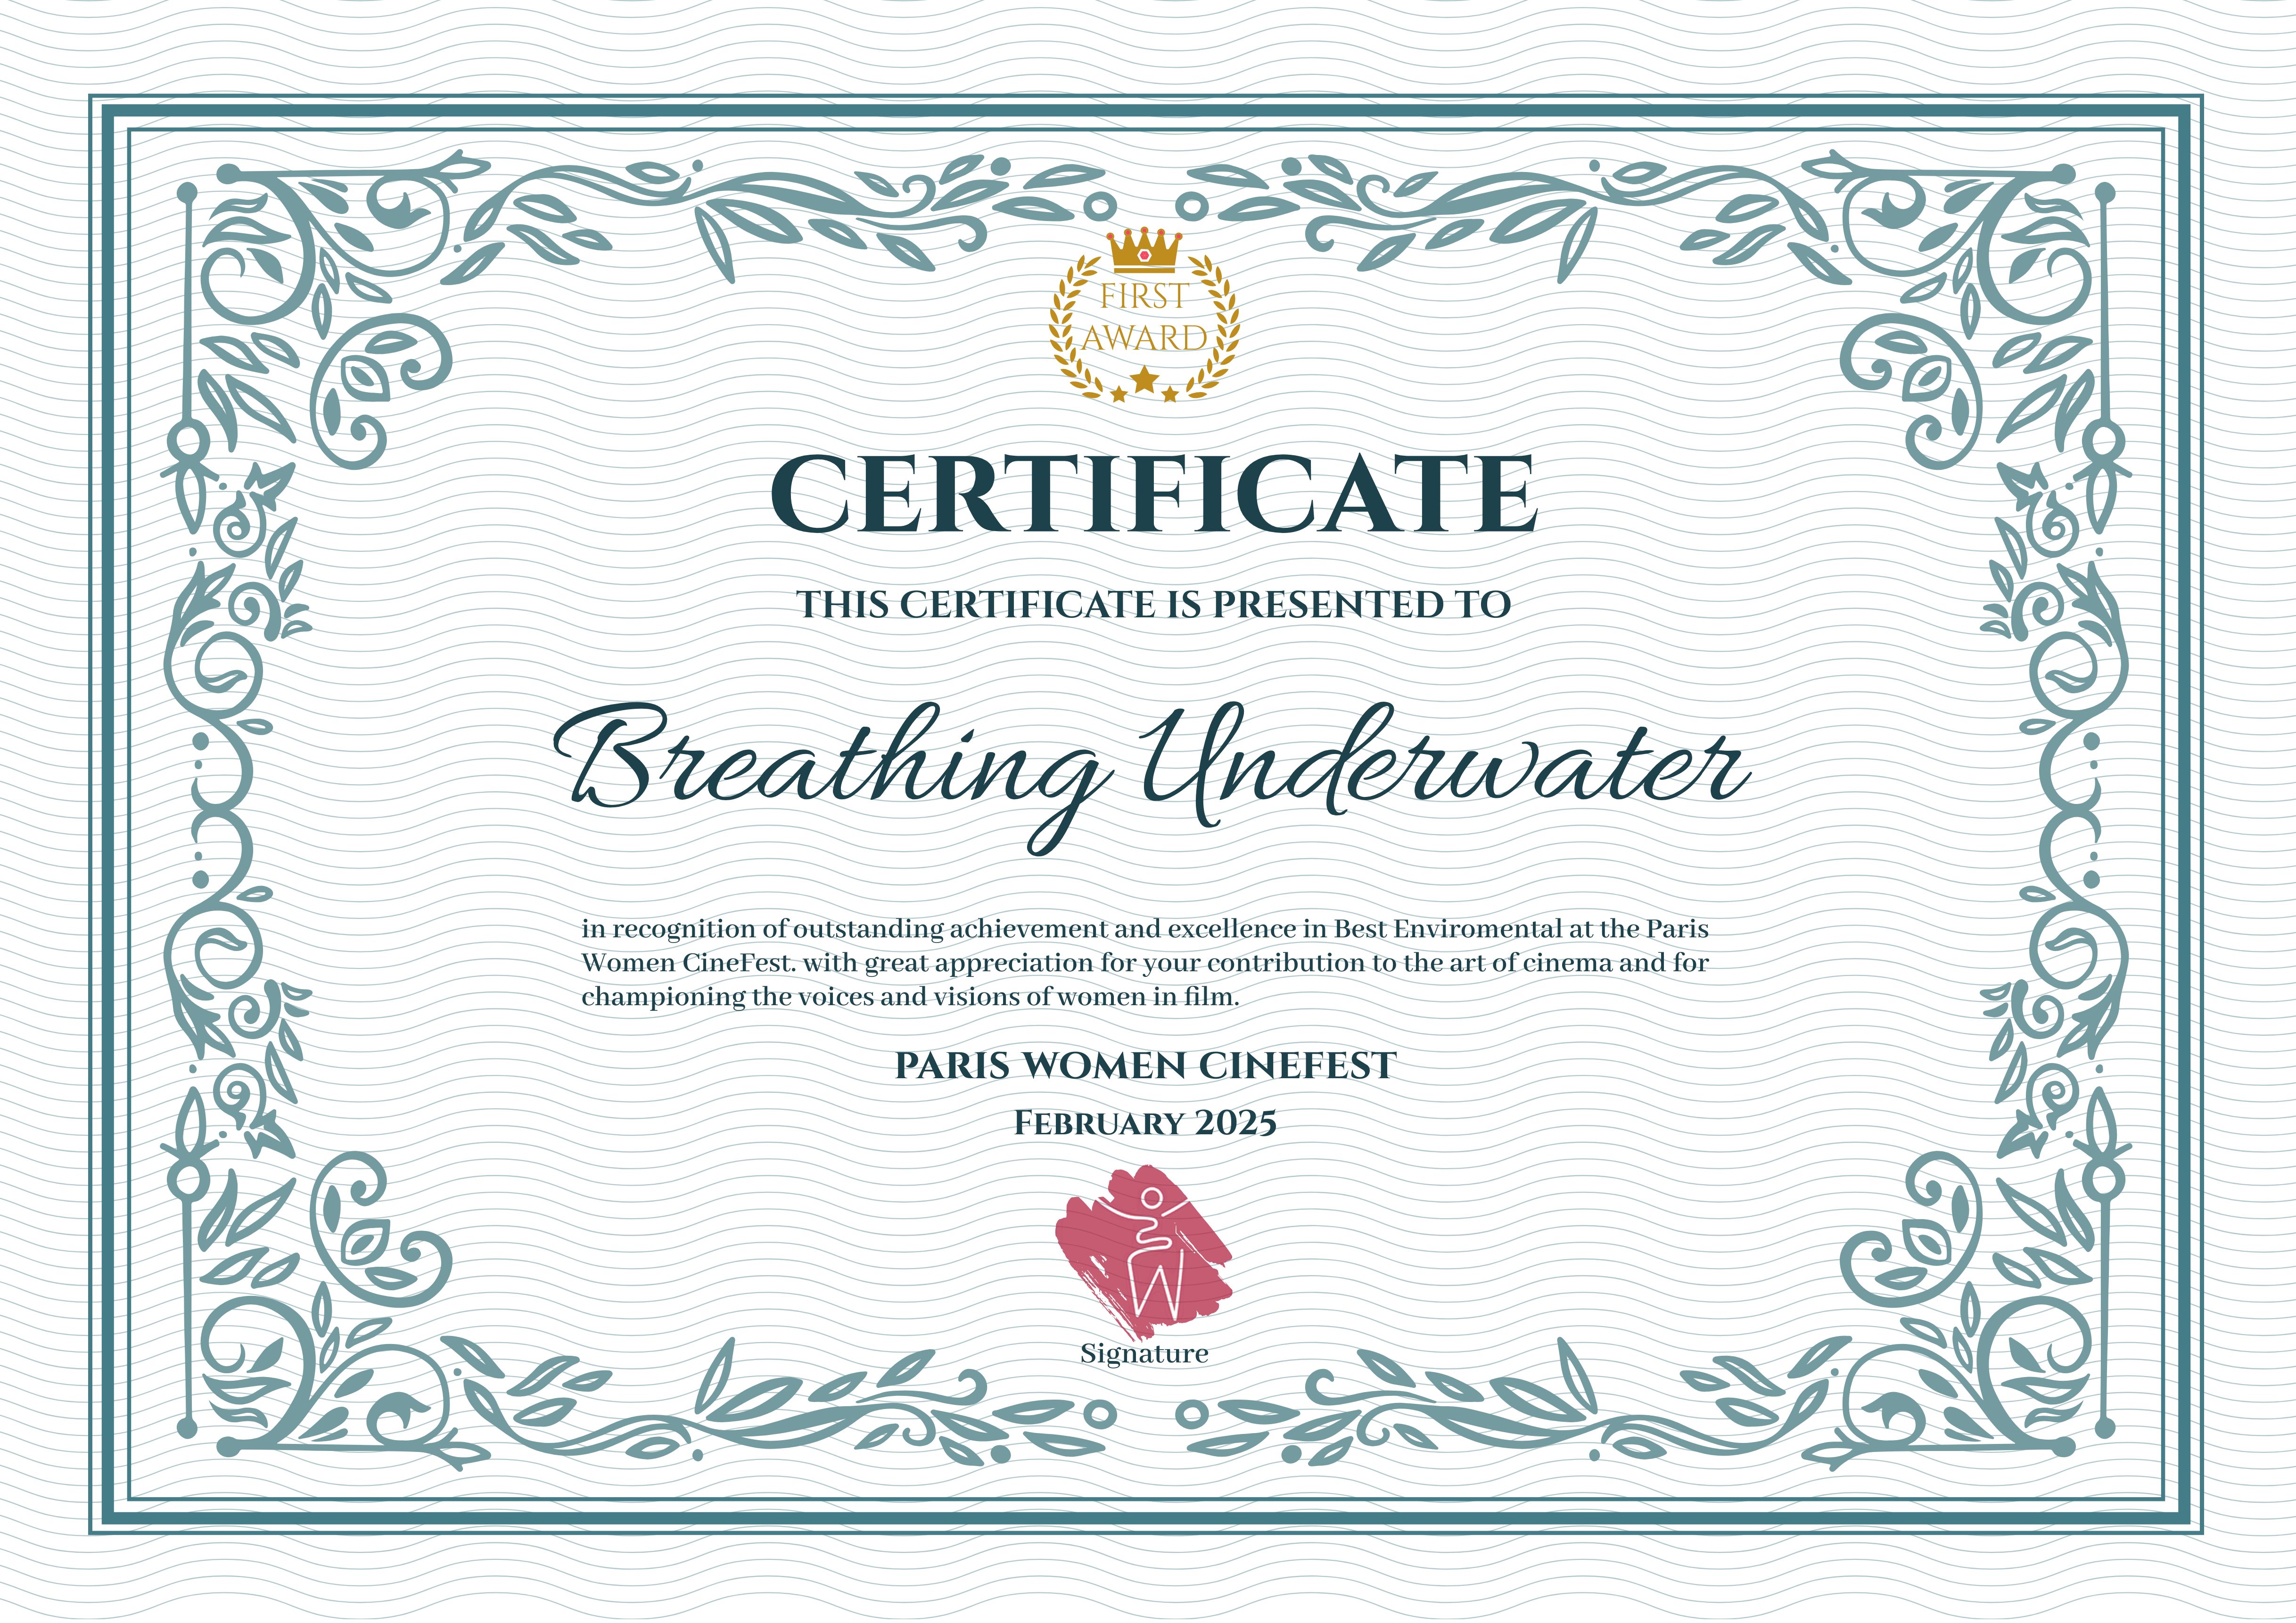 FIRST
AWARD
CERTIFICATE
THIS CERTIFICATE IS PRESENTED TO
Breathing Underwater
in recognition of outstanding achievement and excellence in Best Enviromental at the Paris
Women CineFest. with great appreciation for your contribution to the art of cinema and for
championing the voices and visions of women in film.
PARIS WOMEN CINEFEST
FEBRUARY 2025
W
Signature